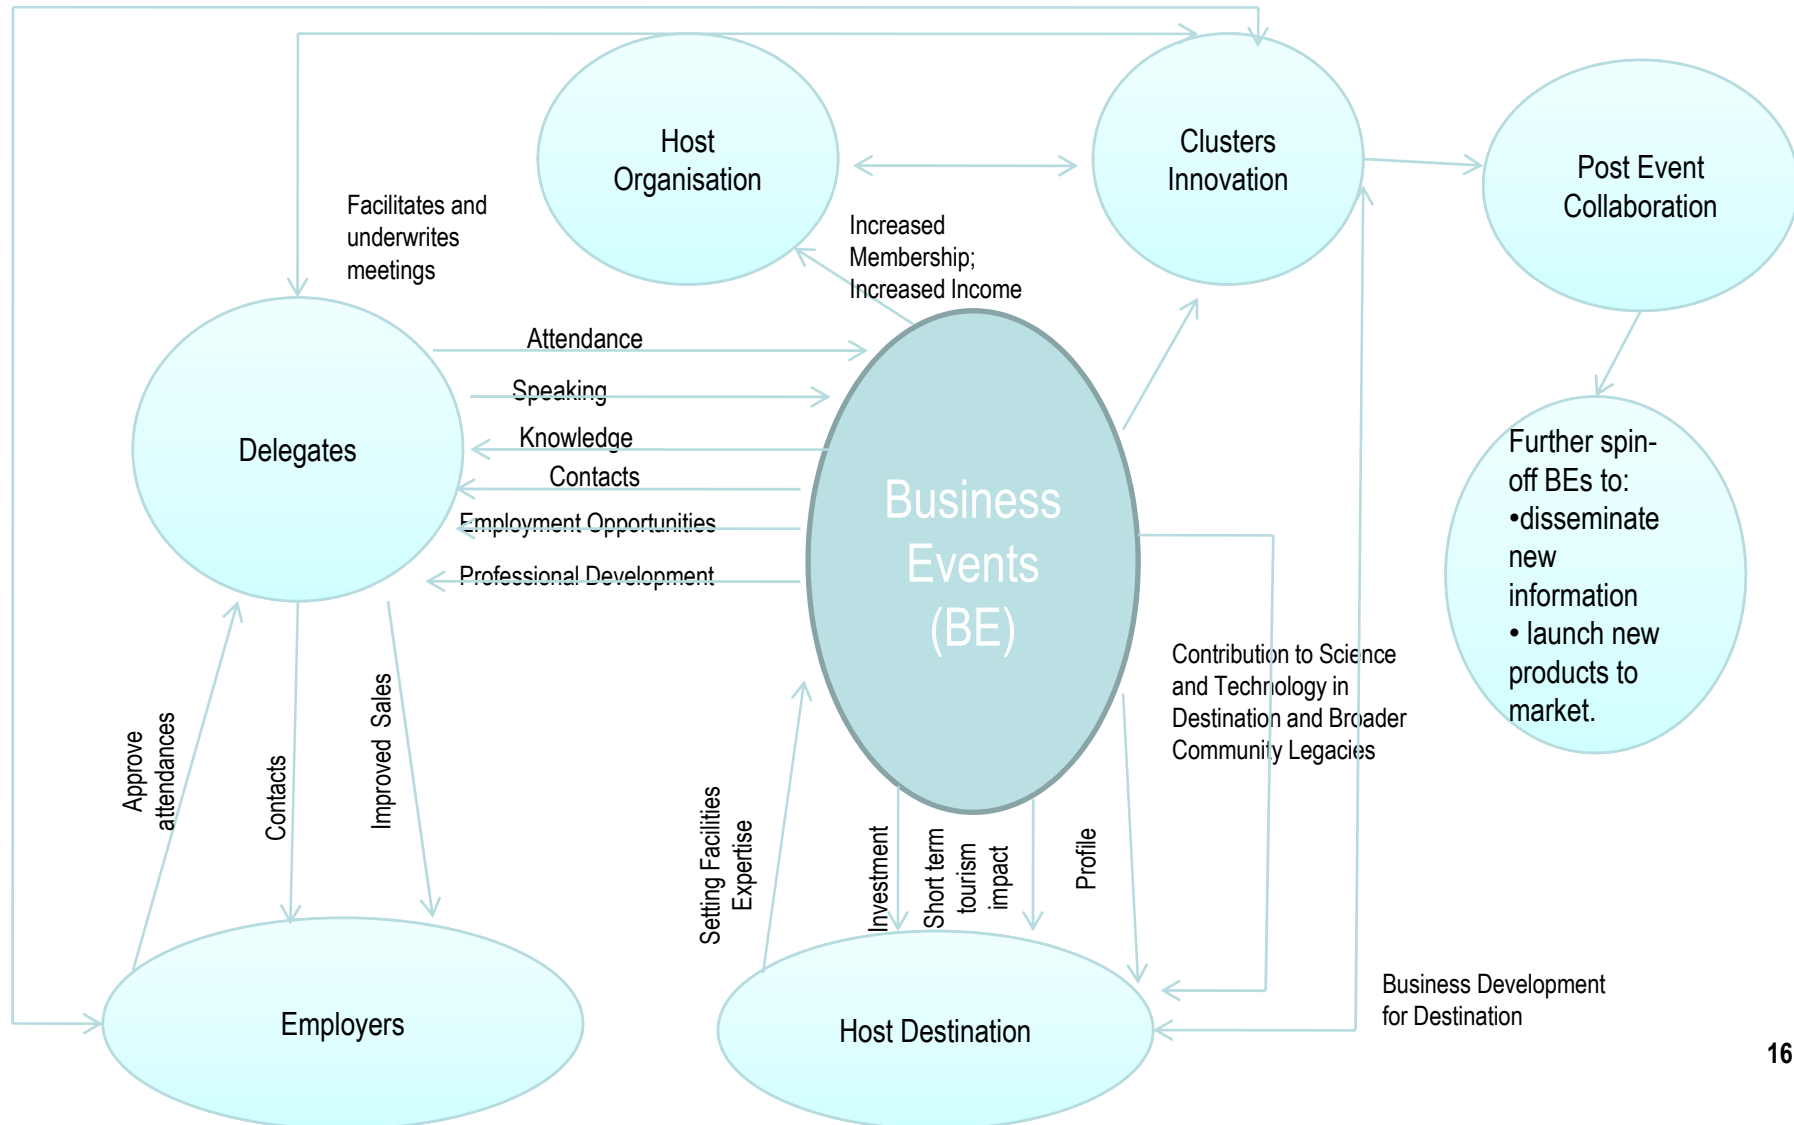 Host
Organisation
Clusters
Innovation
Post Event
Collaboration
Facilitates and
underwrites
meetings
Increased
Membership;
Increased Income
Attendance
Speaking
Knowledge
Contacts
Employment Opportunities
Professional Development
Delegates
Business
Events
(BE)
Further spin-
off BEs to:
•disseminate
new
information
• launch new
products to
market.
Contribution to Science
and Technology in
Destination and Broader
Community Legacies
Approve
attendances
Contacts
Improved Sales
Setting Facilities
Expertise
Investment
Short term
tourism
impact
Profile
Business Development
for Destination
Employers
Host Destination
16